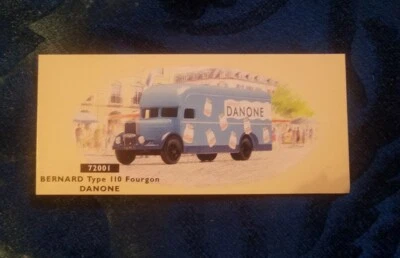 DANONE
72001
BERNARD Type 110 Fourgon
DANONE